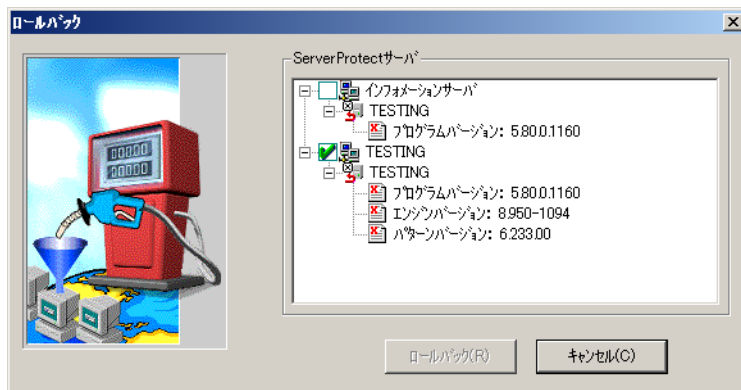 ロールバック
ServerProtectサーバ
インフォメーションサーバ
TESTING
プログラムバージョン: 5.80.0.1160
TESTING
TESTING
プログラムバージョン: 5.80.0.1160
エンジンバージョン: 8.950-1094
パターンバージョン: 6.233.00
ロールバック(R)
キャンセル(C)
00000
00000